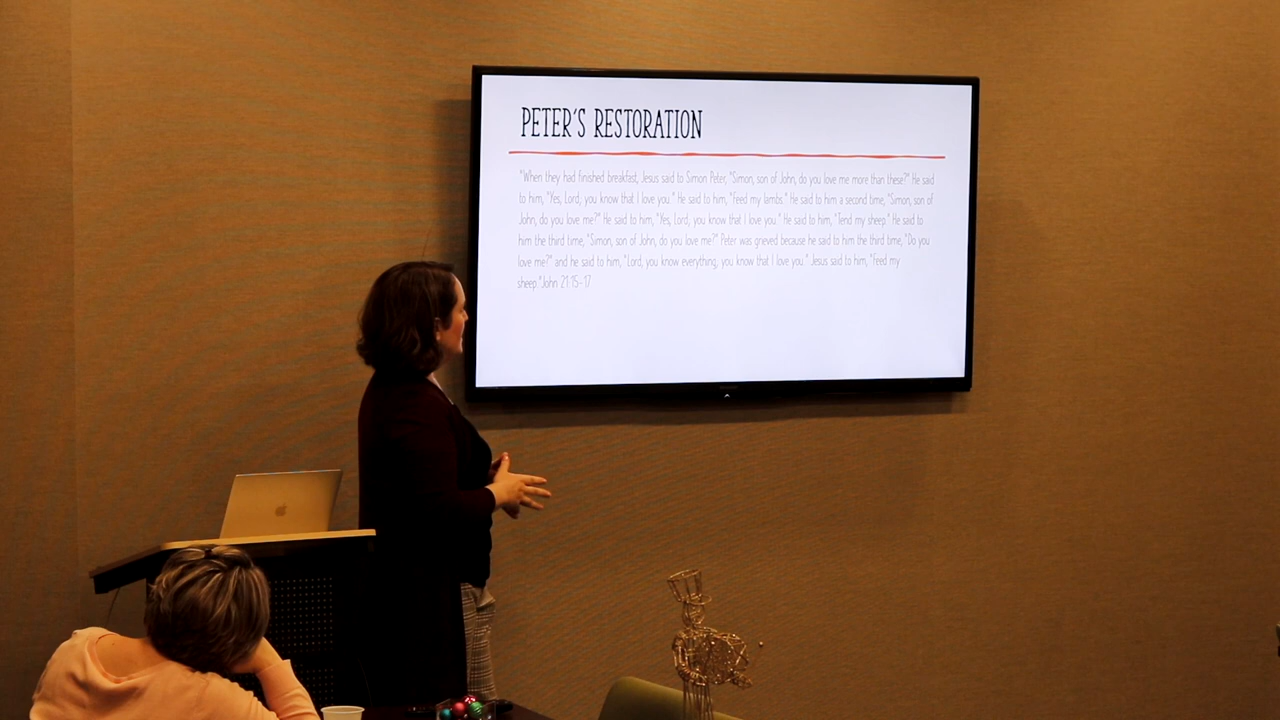 PETER'S RESTORATION
"When they had finished breakfast, Jesus said to Simon Peter, "Simon, son of John, do you love me more than these?" He said
to him, "Yes, Lord, you know that I love you." He said to him, "Feed my lambs." He said to him a second time, "Simon, son of
John, do you love me?" He said to him, "Yes, Lord, you know that I love you." He said to him, "Tend my sheep." He said to
him the third time, "Simon, son of John, do you love me?" Peter was grieved because he said to him the third time, "Do you
love me?" and he said to him, "Lord, you know everything, you know that I love you." Jesus said to him, "Feed my
sheep."John 21:15-17